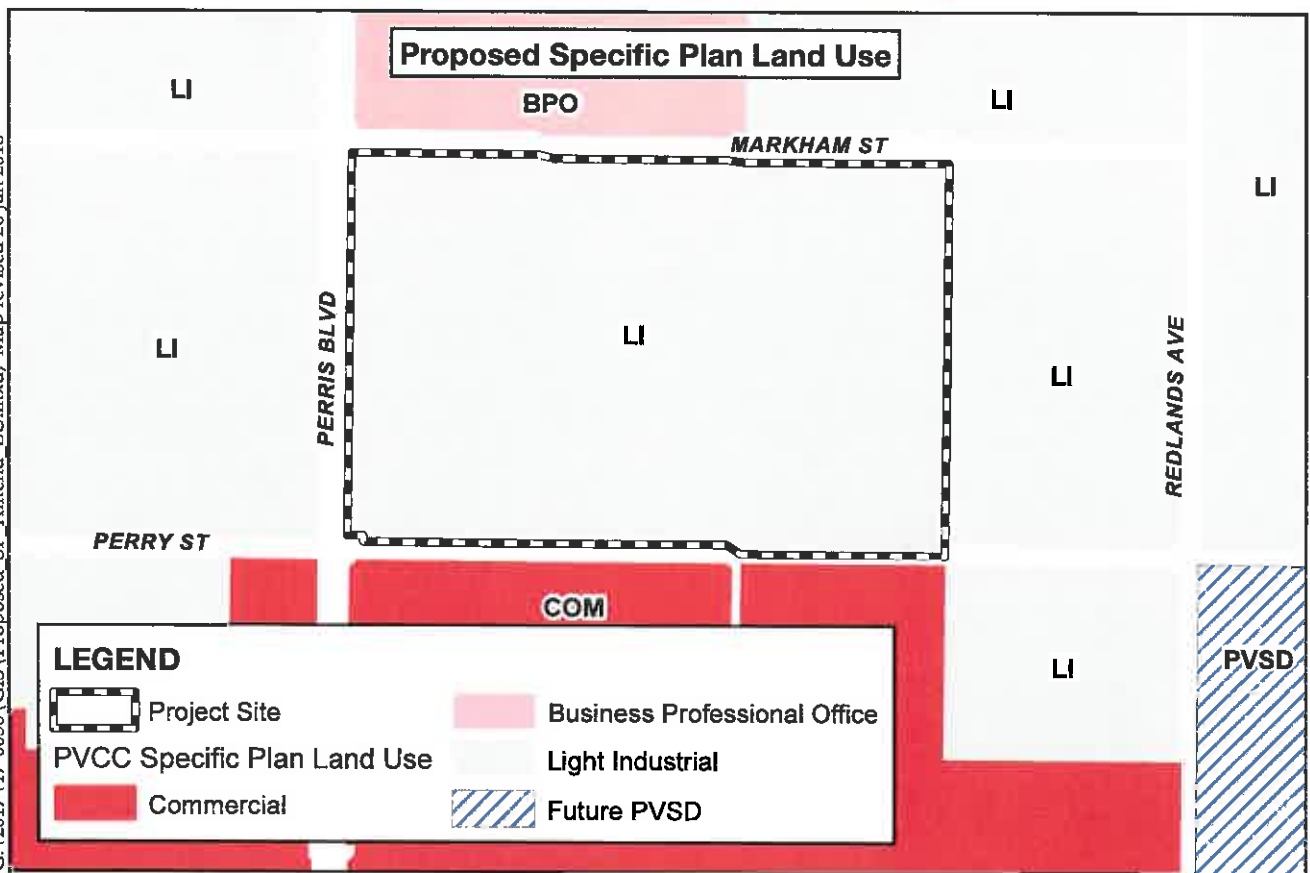 Proposed Specific Plan Land Use
LI
BPO
LI
MARKHAM ST
LI
PERRIS BLVD
LI
LI
LI
REDLANDS AVE
PERRY ST
COM
LI
PVSD
LEGEND
Project Site
PVCC Specific Plan Land Use
Commercial
Business Professional Office
Light Industrial
Future PVSD